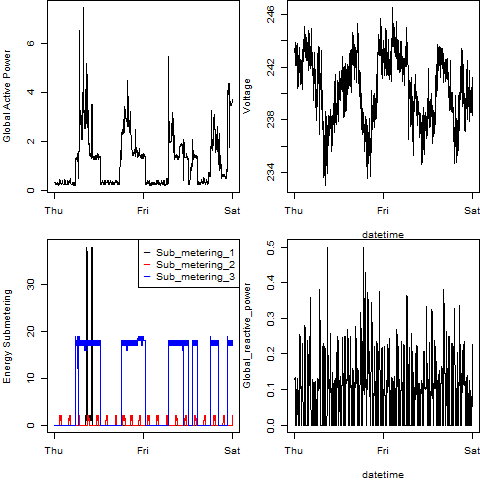 Global Active Power
6
4
2
0
Thu Fri Sat
Voltage
246
242
238
234
Thu Fri Sat
datetime
Energy Submetering
30
20
10
0
Sub_metering_1
Sub_metering_2
Sub_metering_3
Thu Fri Sat
Global_reactive_power
0.5
0.4
0.3
0.2
0.1
0.0
Thu Fri Sat
datetime